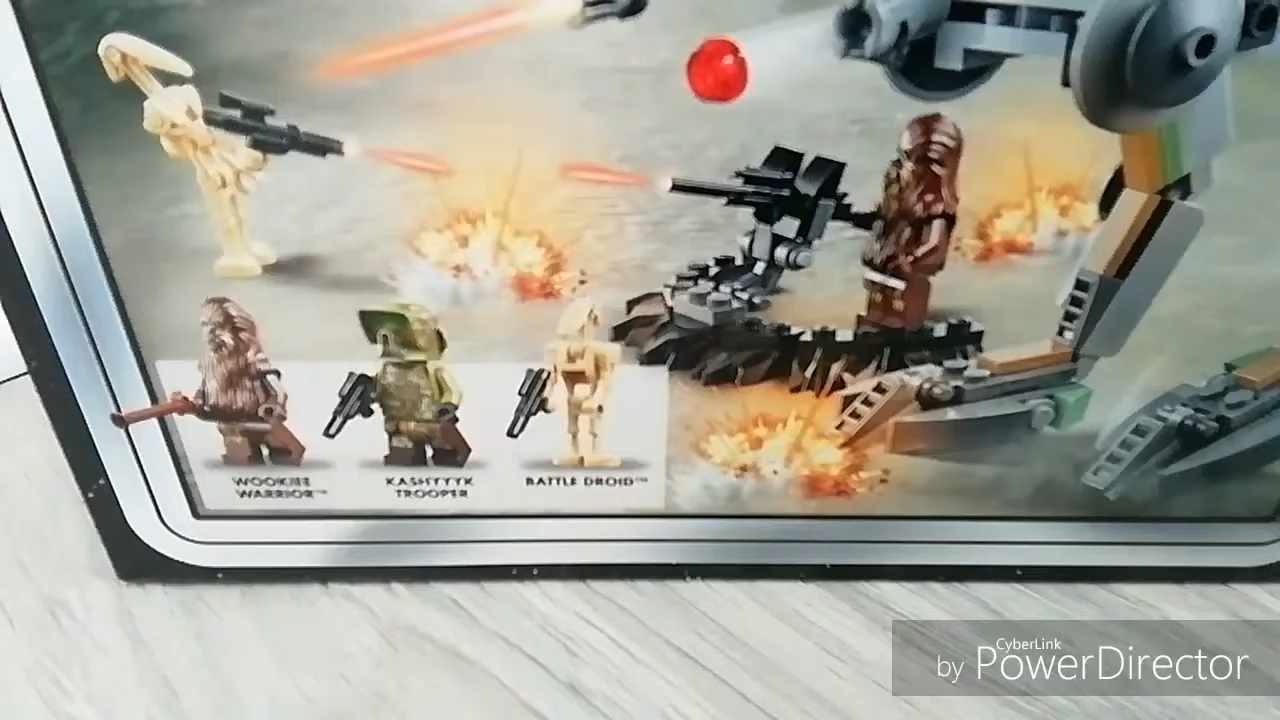 WOOKIEE
WARRIOR™
KASHYYYK
TROOPER
BATTLE DROID™
CyberLink
by PowerDirector